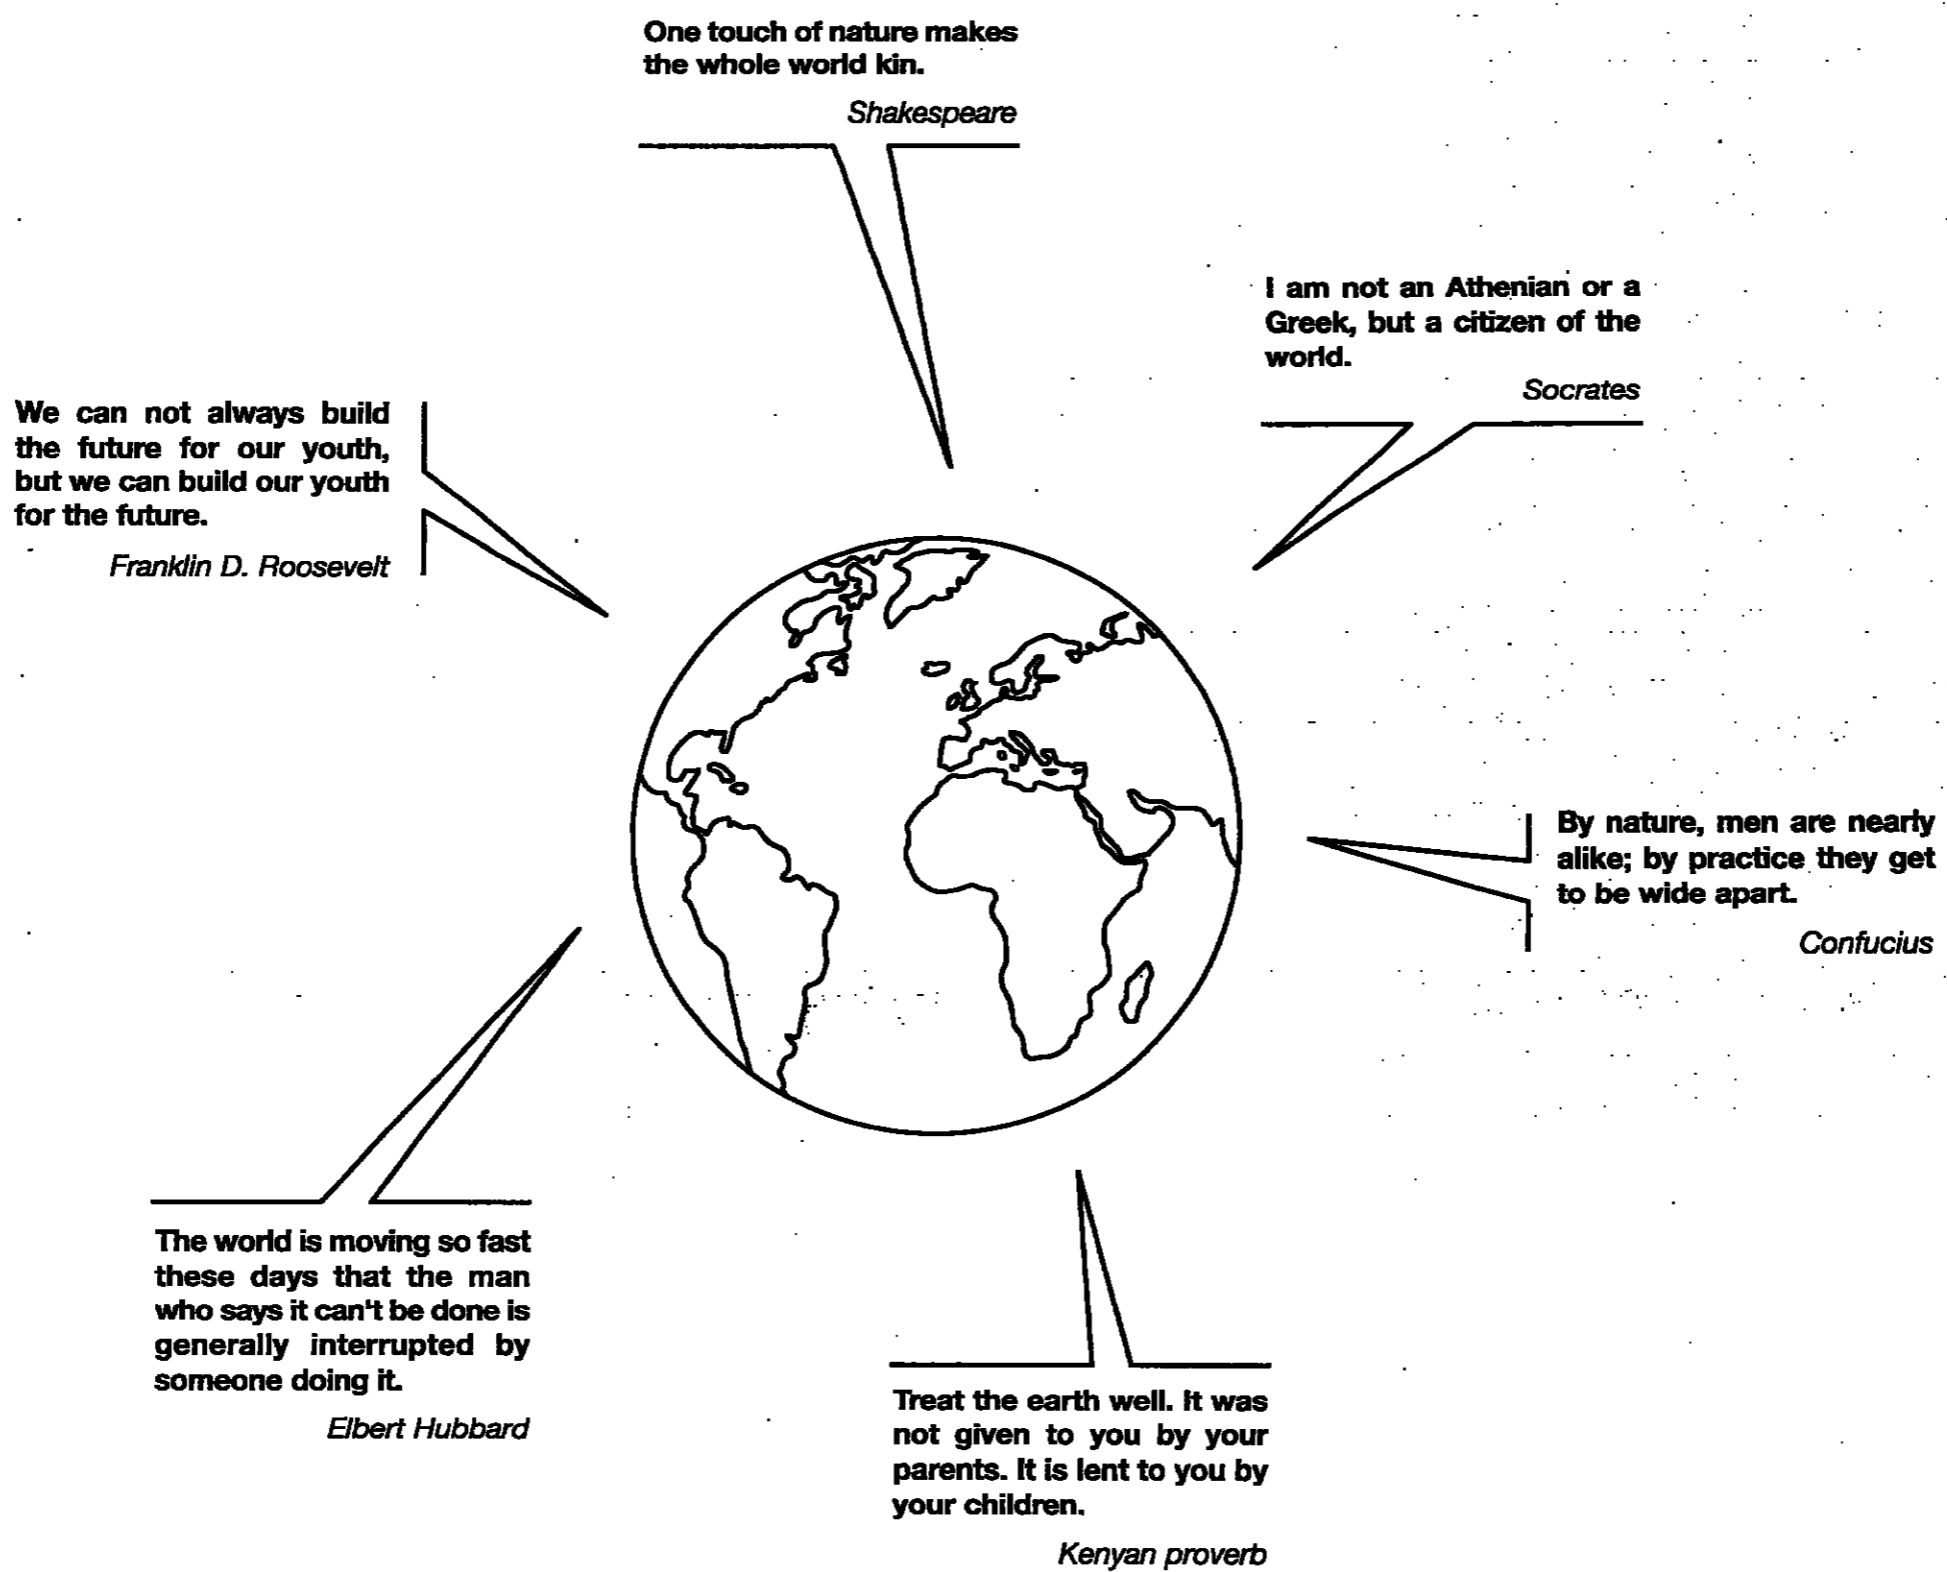 One touch of nature makes
the whole world kin.
Shakespeare
I am not an Athenian or a
Greek, but a citizen of the
world.
Socrates
We can not always build
the future for our youth,
but we can build our youth
for the future.
Franklin D. Roosevelt
By nature, men are nearly
alike; by practice they get
to be wide apart.
Confucius
The world is moving so fast
these days that the man
who says it can't be done is
generally interrupted by
someone doing it.
Elbert Hubbard
Treat the earth well. It was
not given to you by your
parents. It is lent to you by
your children.
Kenyan proverb